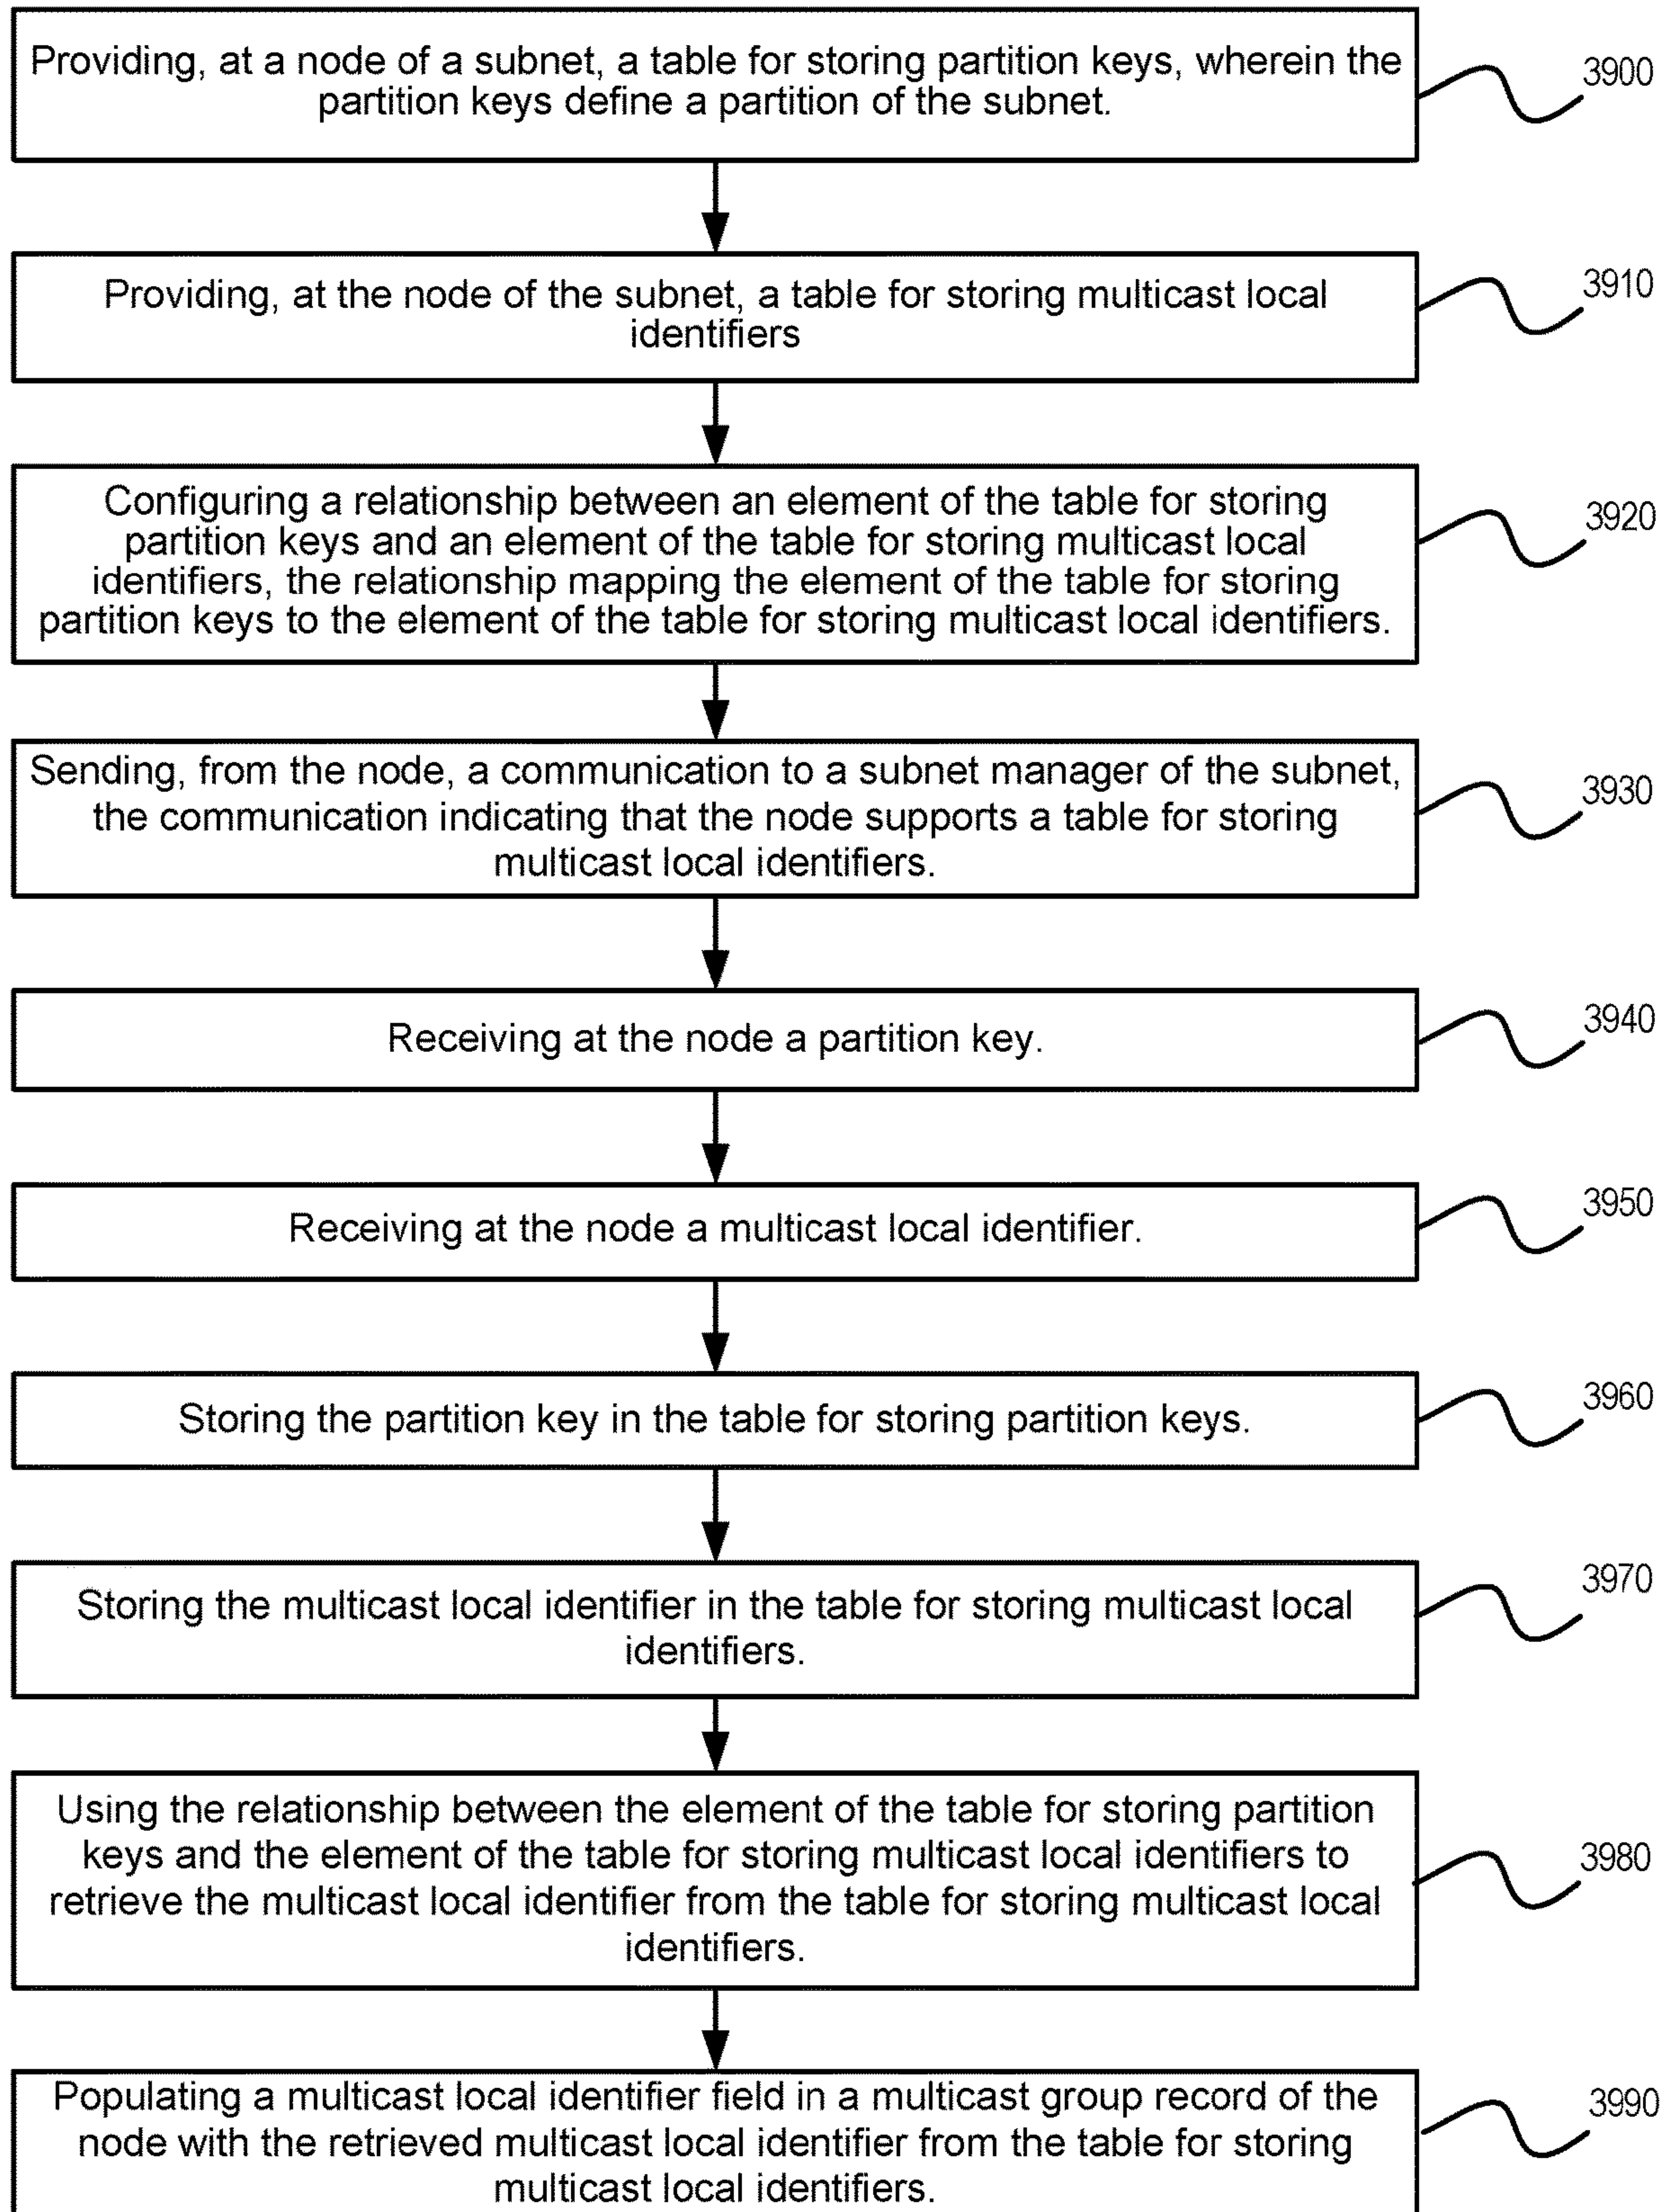 Providing, at a node of a subnet, a table for storing partition keys, wherein the
partition keys define a partition of the subnet.
3900
Providing, at the node of the subnet, a table for storing multicast local
identifiers
3910
Configuring a relationship between an element of the table for storing
partition keys and an element of the table for storing multicast local
identifiers, the relationship mapping the element of the table for storing
partition keys to the element of the table for storing multicast local identifiers.
3920
Sending, from the node, a communication to a subnet manager of the subnet,
the communication indicating that the node supports a table for storing
multicast local identifiers.
3930
Receiving at the node a partition key.
3940
Receiving at the node a multicast local identifier.
3950
Storing the partition key in the table for storing partition keys.
3960
Storing the multicast local identifier in the table for storing multicast local
identifiers.
3970
Using the relationship between the element of the table for storing partition
keys and the element of the table for storing multicast local identifiers to
retrieve the multicast local identifier from the table for storing multicast local
identifiers.
3980
Populating a multicast local identifier field in a multicast group record of the
node with the retrieved multicast local identifier from the table for storing
multicast local identifiers.
3990